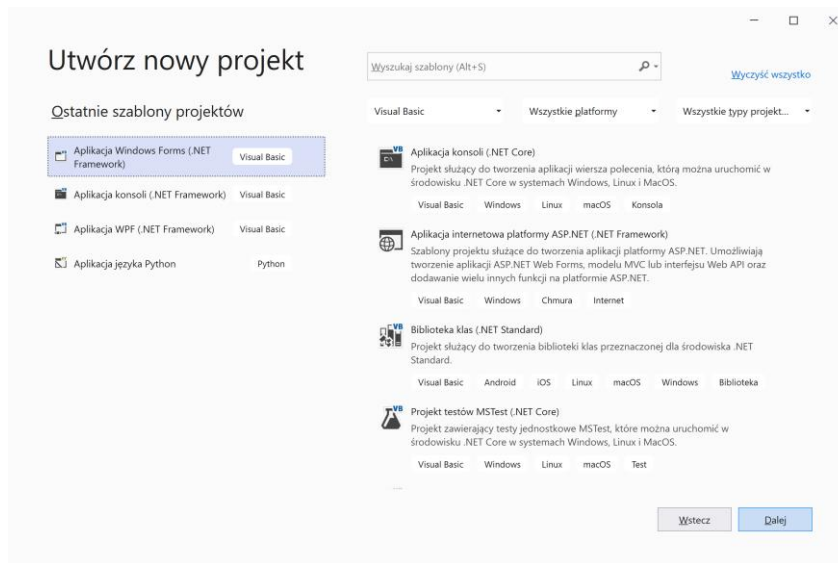 Utwórz nowy projekt
Wyszukaj szablony (Alt+S)
Wyczyść wszystko
Ostatnie szablony projektów
Visual Basic
Wszystkie platformy
Wszystkie typy projekt...
Aplikacja Windows Forms (.NET
Framework)
Visual Basic
Aplikacja konsoli (.NET Framework)
Visual Basic
Aplikacja WPF (.NET Framework)
Visual Basic
Aplikacja języka Python
Python
Aplikacja konsoli (.NET Core)
Projekt służący do tworzenia aplikacji wiersza polecenia, którą można uruchomić w
środowisku .NET Core w systemach Windows, Linux i MacOS.
Visual Basic Windows Linux macOS Konsola
Aplikacja internetowa platformy ASP.NET (.NET Framework)
Szablony projektu służące do tworzenia aplikacji platformy ASP.NET. Umożliwiają
tworzenie aplikacji ASP.NET Web Forms, modelu MVC lub interfejsu Web API oraz
dodawanie wielu innych funkcji na platformie ASP.NET.
Visual Basic Windows Chmura Internet
Biblioteka klas (.NET Standard)
Projekt służący do tworzenia biblioteki klas przeznaczonej dla środowiska .NET
Standard.
Visual Basic Android iOS Linux macOS Windows Biblioteka
Projekt testów MSTest (.NET Core)
Projekt zawierający testy jednostkowe MSTest, które można uruchomić w
środowisku .NET Core w systemach Windows, Linux i MacOS.
Visual Basic Windows Linux macOS Test
Wstecz
Dalej